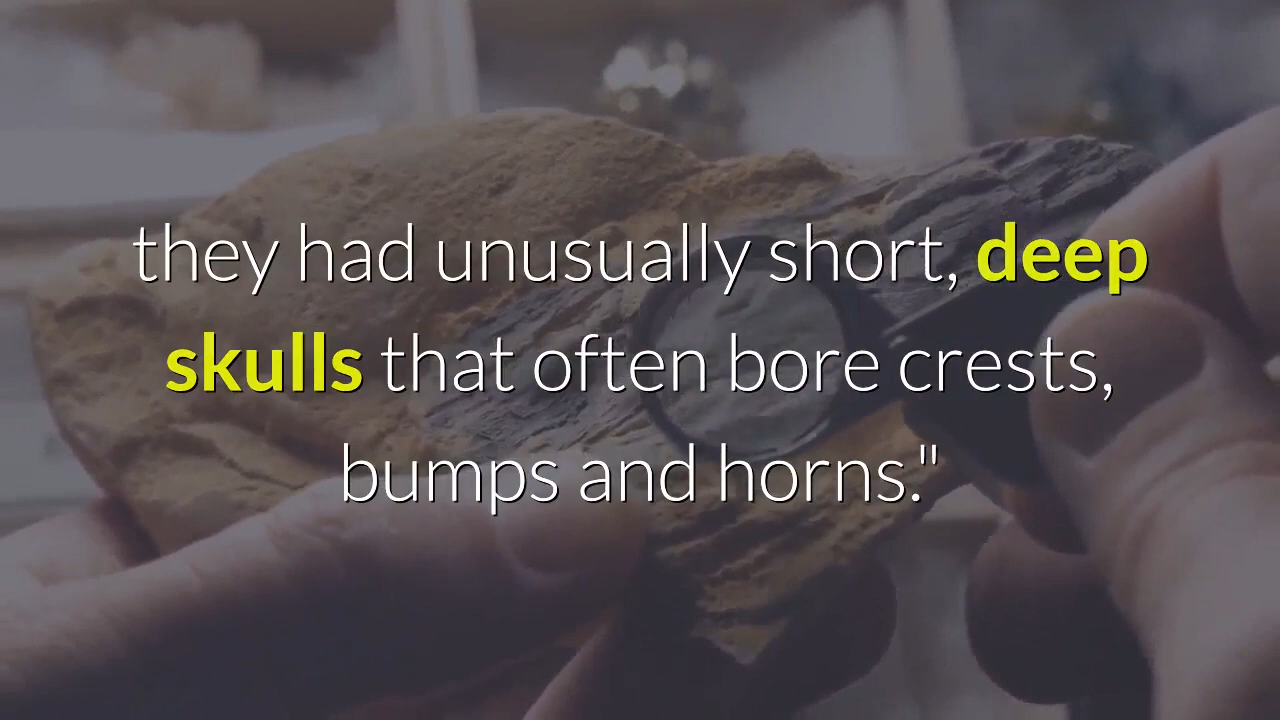 they had unusually short, deep
skulls that often bore crests,
bumps and horns."